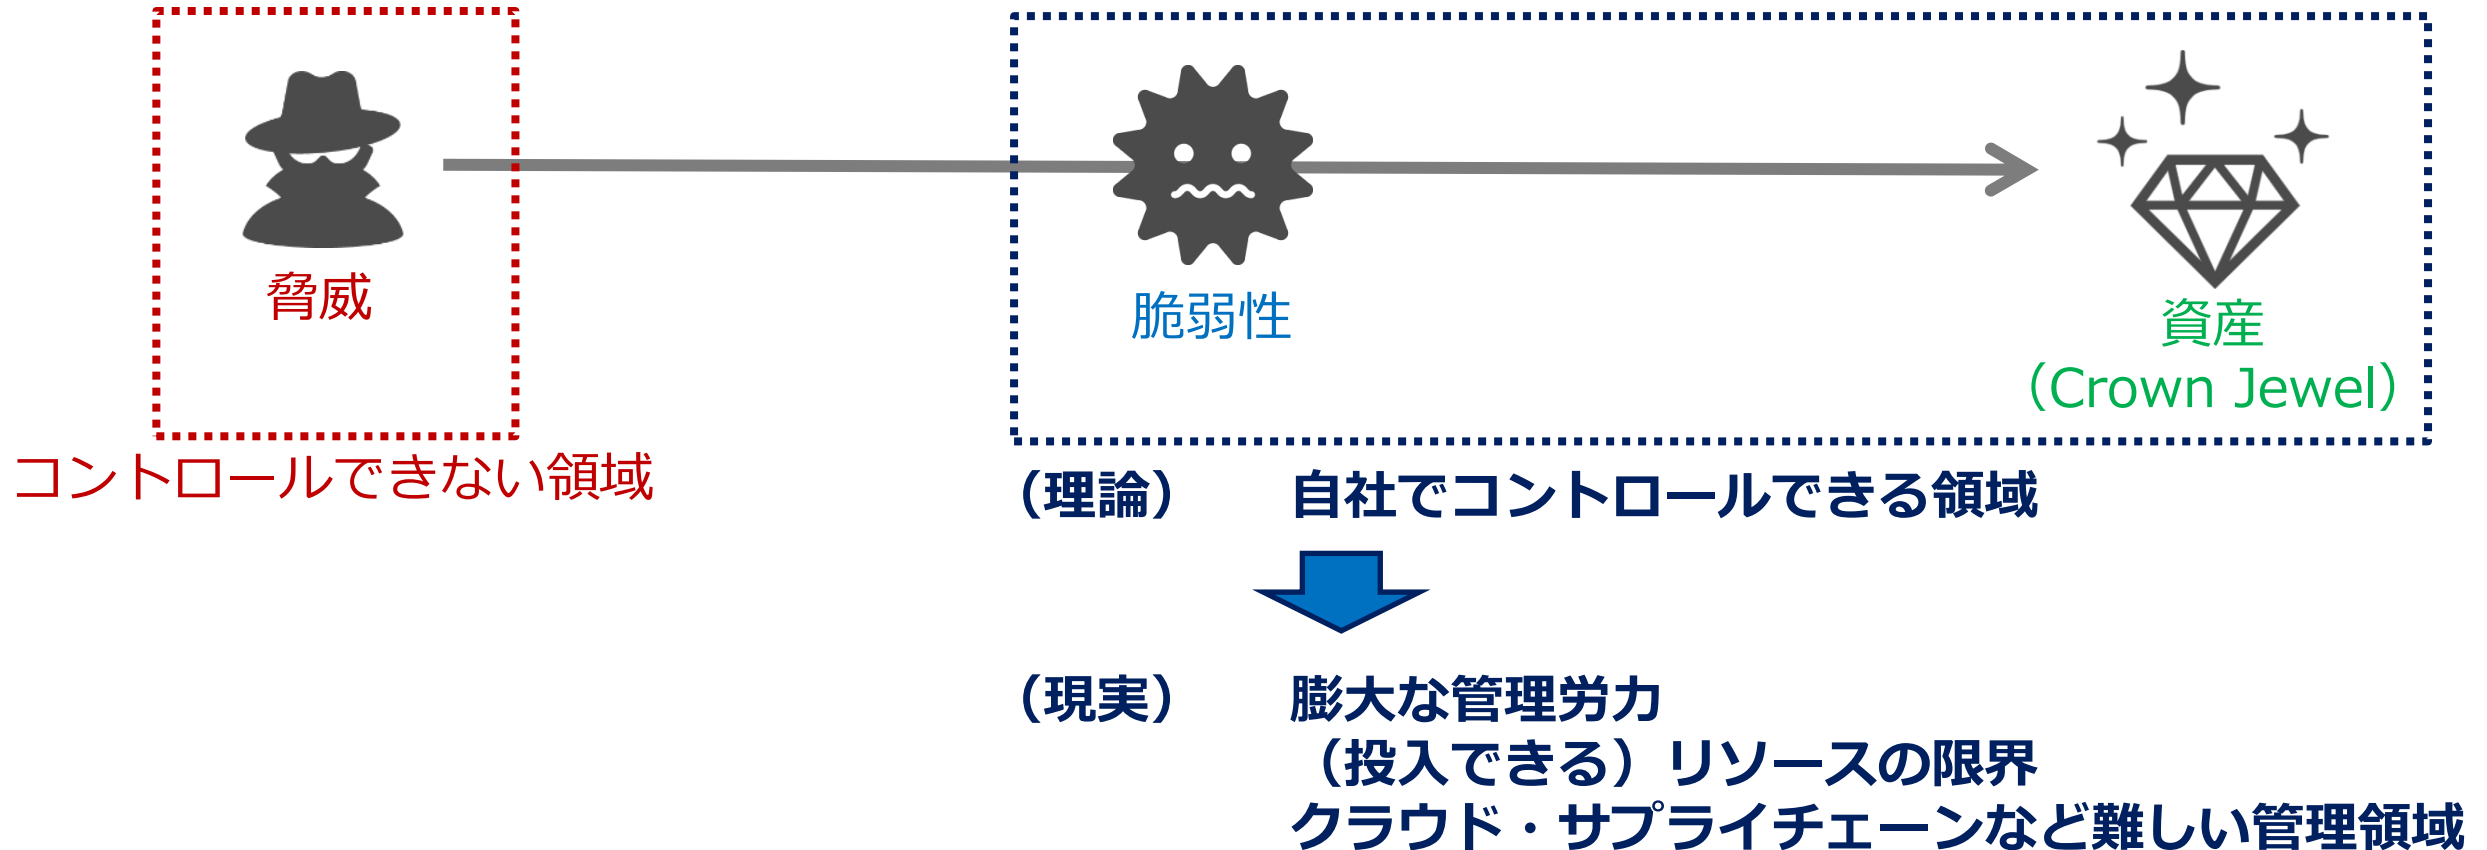 脅威
脆弱性
資産
（Crown Jewel）
コントロールできない領域
（理論） 自社でコントロールできる領域
（現実） 膨大な管理労力
（投入できる）リソースの限界
クラウド・サプライチェーンなど難しい管理領域